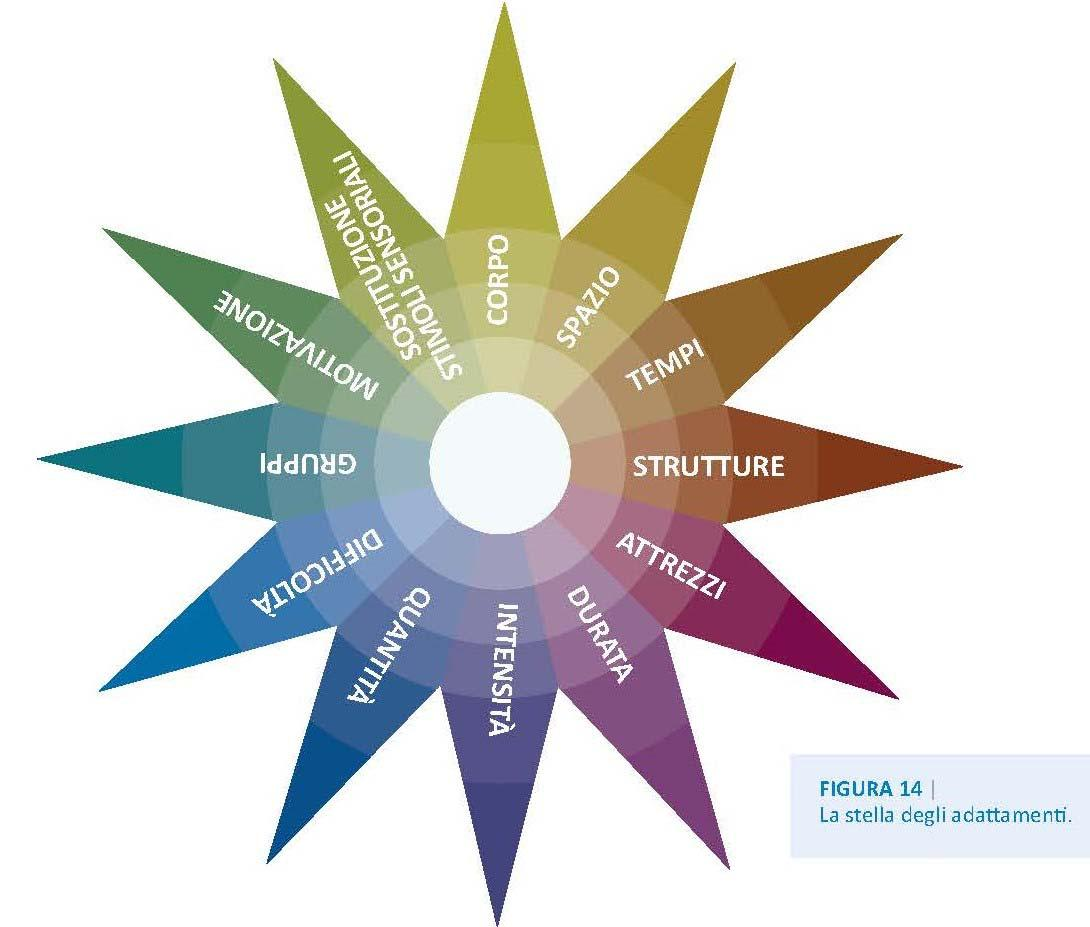 CORPO
SPAZIO
TEMPI
STRUTTURE
ATTREZZI
DURATA
INTENSITÀ
QUANTITÀ
DIFFICOLTÀ
GRUPPI
MOTIVAZIONE
SOSTITUZIONE
STIMOLI SENSORIALI
FIGURA 14 |
La stella degli adattamenti.